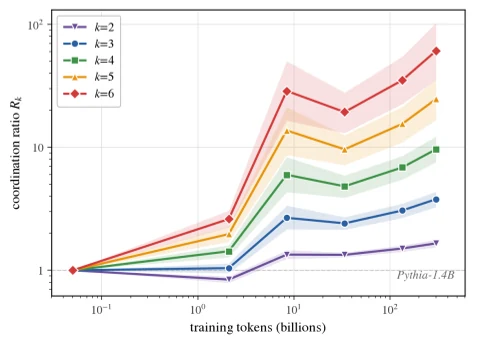 coordination ratio Rₖ
10²
10
1
k=2
k=3
k=4
k=5
k=6
Pythia-1.4B
10⁻¹
10⁰
10¹
10²
training tokens (billions)